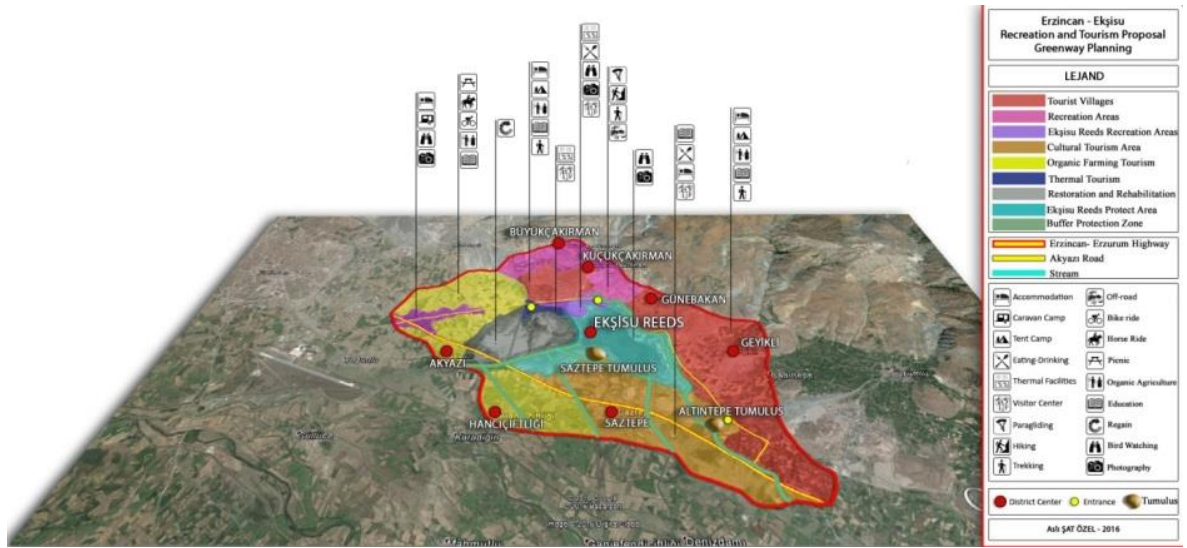 Erzincan - Ekşisu
Recreation and Tourism Proposal
Greenway Planning
LEJAND
Tourist Villages
Recreation Areas
Ekşisu Reeds Recreation Areas
Cultural Tourism Area
Organic Farming Tourism
Thermal Tourism
Restoration and Rehabilitation
Ekşisu Reeds Protect Area
Buffer Protection Zone
Erzincan- Erzurum Highway
Akyazı Road
Stream
Accommodation
Off-road
Caravan Camp
Bike ride
Tent Camp
Horse Ride
Eating-Drinking
Picnic
Thermal Facilities
Organic Agriculture
Visitor Center
Education
Paragliding
Regain
Hiking
Bird Watching
Trekking
Photography
District Center
Entrance
Tumulus
Aslı ŞAT ÖZEL - 2016
BÜYÜKÇAKIRMAN
KÜÇÜKÇAKIRMAN
GÜNEBAKAN
EKŞİSU REEDS
GEYİKLİ
AKYAZI
SAZTEPE TUMULUS
ALTINTEPE TUMULUS
HANCIÇİFTLİĞİ
SAZTEPE
Karadiğin